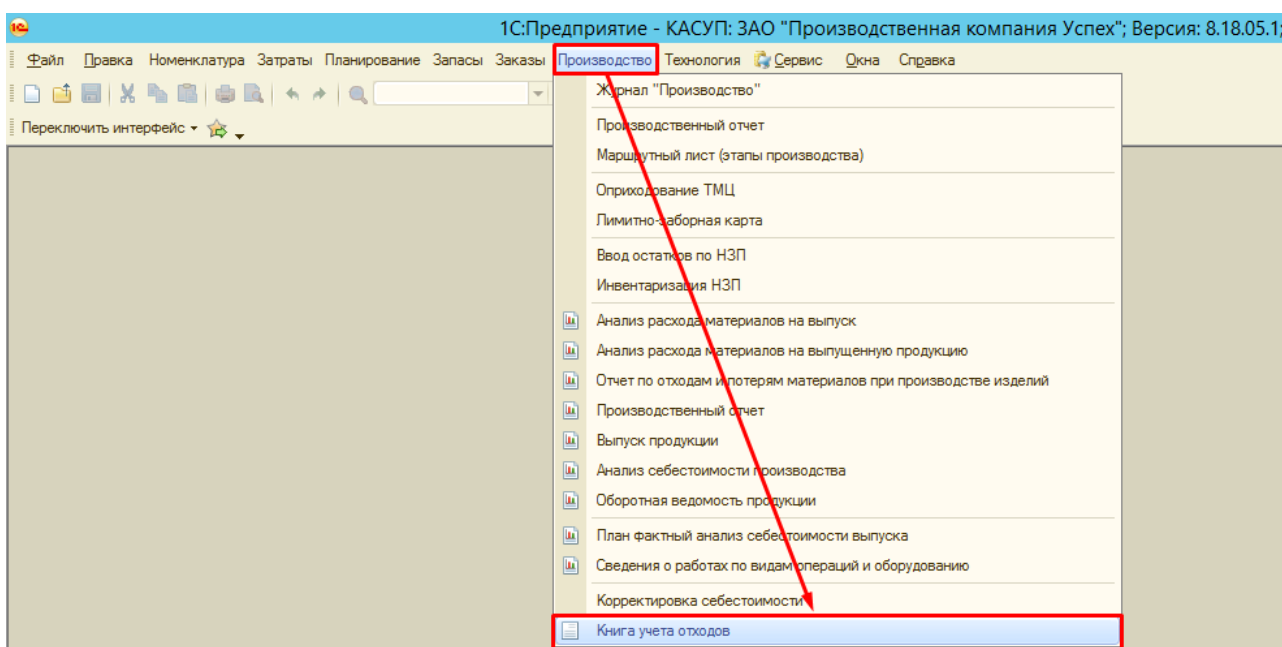 1С:Предприятие - КАСУП: ЗАО "Производственная компания Успех"; Версия: 8.18.05.1;
Файл Правка Номенклатура Затраты Планирование Запасы Заказы Производство Технология Сервис Окна Справка
Журнал "Производство"
Переключить интерфейс
Производственный отчет
Маршрутный лист (этапы производства)
Оприходование ТМЦ
Лимитно-заборная карта
Ввод остатков по НЗП
Инвентаризация НЗП
Анализ расхода материалов на выпуск
Анализ расхода материалов на выпущенную продукцию
Отчет по отходам и потерям материалов при производстве изделий
Производственный отчет
Выпуск продукции
Анализ себестоимости производства
Оборотная ведомость продукции
План фактный анализ себестоимости выпуска
Сведения о работах по видам операций и оборудованию
Корректировка себестоимости
Книга учета отходов